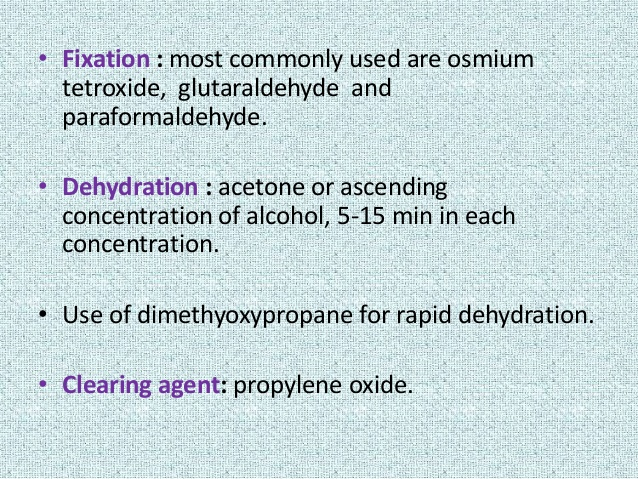 • Fixation : most commonly used are osmium
tetroxide, glutaraldehyde and
paraformaldehyde.
• Dehydration : acetone or ascending
concentration of alcohol, 5-15 min in each
concentration.
• Use of dimethyoxypropane for rapid dehydration.
• Clearing agent: propylene oxide.